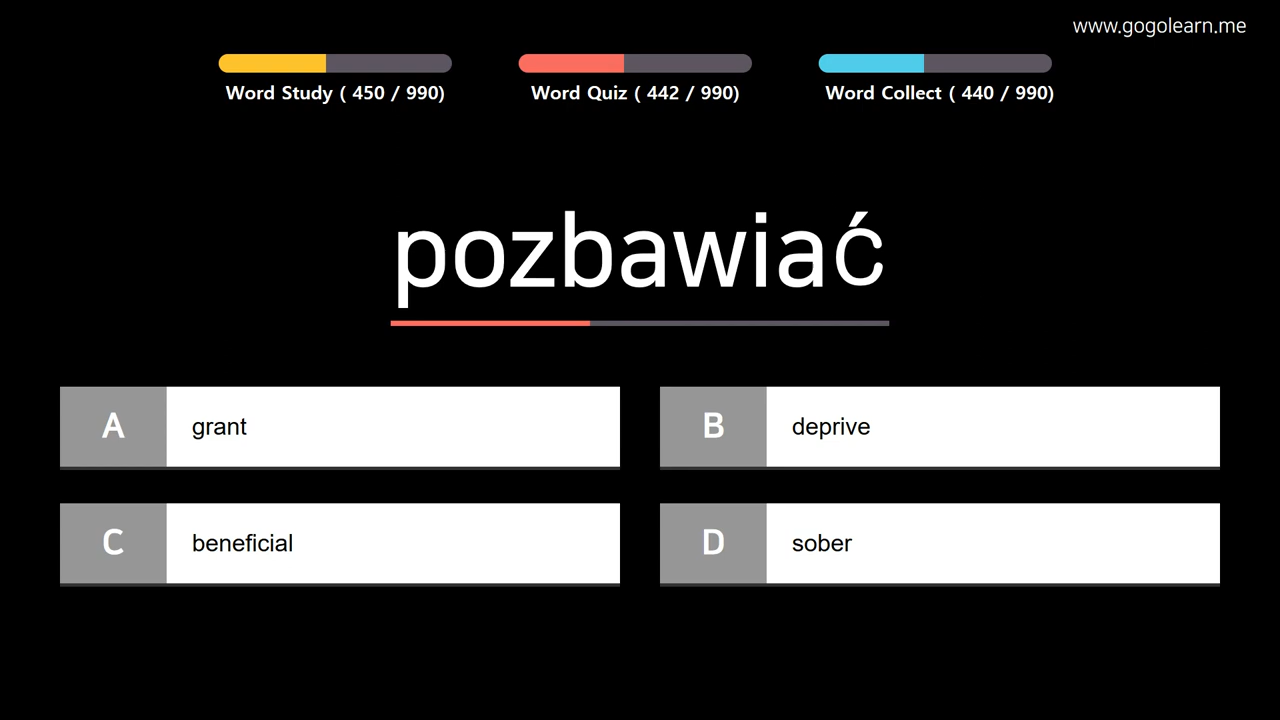 www.gogolearn.me
Word Study ( 450 / 990)
Word Quiz ( 442 / 990)
Word Collect ( 440 / 990)
pozbawiać
A grant
B deprive
C beneficial
D sober